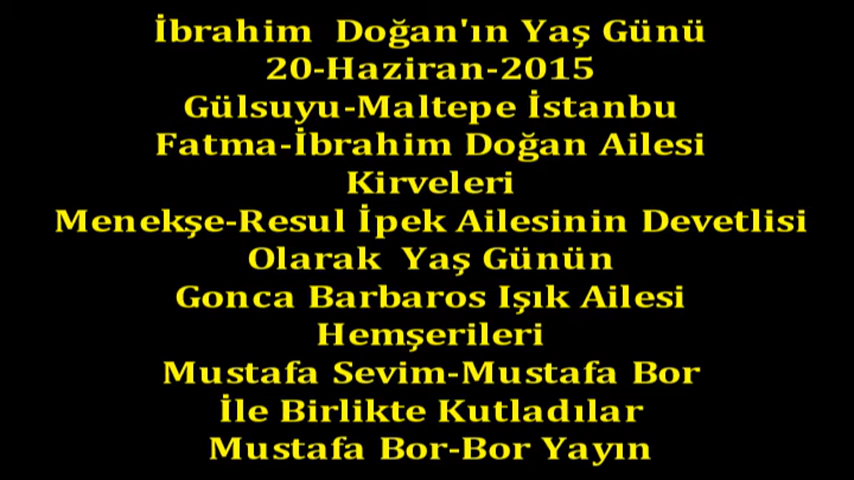 İbrahim Doğan'ın Yaş Günü
20-Haziran-2015
Gülsuyu-Maltepe İstanbu
Fatma-İbrahim Doğan Ailesi
Kirveleri
Menekşe-Resul İpek Ailesinin Devetlisi
Olarak Yaş Günün
Gonca Barbaros Işık Ailesi
Hemşerileri
Mustafa Sevim-Mustafa Bor
İle Birlikte Kutladılar
Mustafa Bor-Bor Yayın